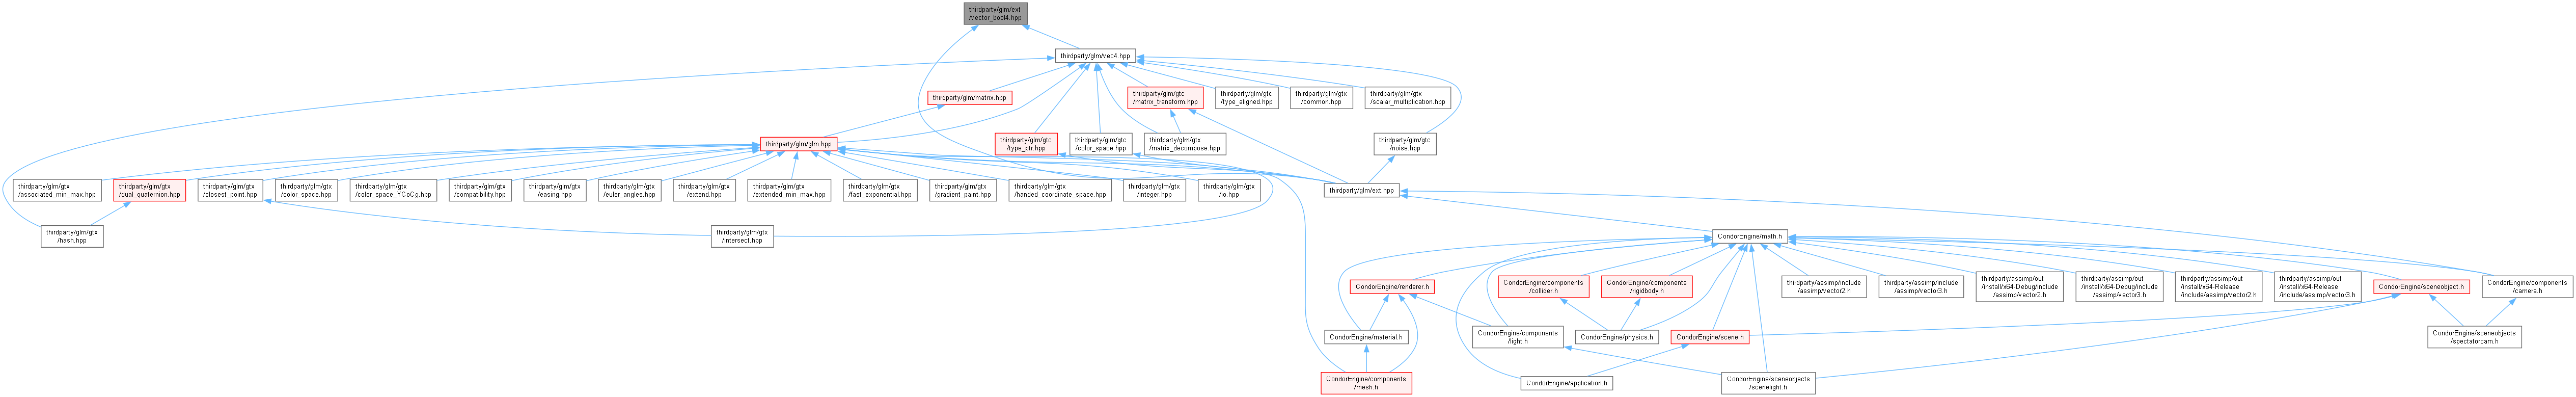 thirdparty/glm/ext
/vector_bool4.hpp
thirdparty/glm/vec4.hpp
thirdparty/glm/matrix.hpp
thirdparty/glm/gtc
/matrix_transform.hpp
thirdparty/glm/gtc
/type_aligned.hpp
thirdparty/glm/gtx
/common.hpp
thirdparty/glm/gtx
/scalar_multiplication.hpp
thirdparty/glm/glm.hpp
thirdparty/glm/gtc
/type_ptr.hpp
thirdparty/glm/gtc
/color_space.hpp
thirdparty/glm/gtx
/matrix_decompose.hpp
thirdparty/glm/gtc
/noise.hpp
thirdparty/glm/gtx
/associated_min_max.hpp
thirdparty/glm/gtx
/dual_quaternion.hpp
thirdparty/glm/gtx
/closest_point.hpp
thirdparty/glm/gtx
/color_space.hpp
thirdparty/glm/gtx
/color_space_YCoCg.hpp
thirdparty/glm/gtx
/compatibility.hpp
thirdparty/glm/gtx
/easing.hpp
thirdparty/glm/gtx
/euler_angles.hpp
thirdparty/glm/gtx
/extend.hpp
thirdparty/glm/gtx
/extended_min_max.hpp
thirdparty/glm/gtx
/fast_exponential.hpp
thirdparty/glm/gtx
/gradient_paint.hpp
thirdparty/glm/gtx
/handed_coordinate_space.hpp
thirdparty/glm/gtx
/integer.hpp
thirdparty/glm/gtx
/io.hpp
thirdparty/glm/ext.hpp
thirdparty/glm/gtx
/hash.hpp
thirdparty/glm/gtx
/intersect.hpp
CondorEngine/math.h
CondorEngine/renderer.h
CondorEngine/components
/collider.h
CondorEngine/components
/rigidbody.h
thirdparty/assimp/include
/assimp/vector2.h
thirdparty/assimp/include
/assimp/vector3.h
thirdparty/assimp/out
/install/x64-Debug/include
/assimp/vector2.h
thirdparty/assimp/out
/install/x64-Debug/include
/assimp/vector3.h
thirdparty/assimp/out
/install/x64-Release
/include/assimp/vector2.h
thirdparty/assimp/out
/install/x64-Release
/include/assimp/vector3.h
CondorEngine/sceneobject.h
CondorEngine/components
/camera.h
CondorEngine/material.h
CondorEngine/components
/light.h
CondorEngine/physics.h
CondorEngine/scene.h
CondorEngine/sceneobjects
/spectatorcam.h
CondorEngine/components
/mesh.h
CondorEngine/application.h
CondorEngine/sceneobjects
/scenelight.h